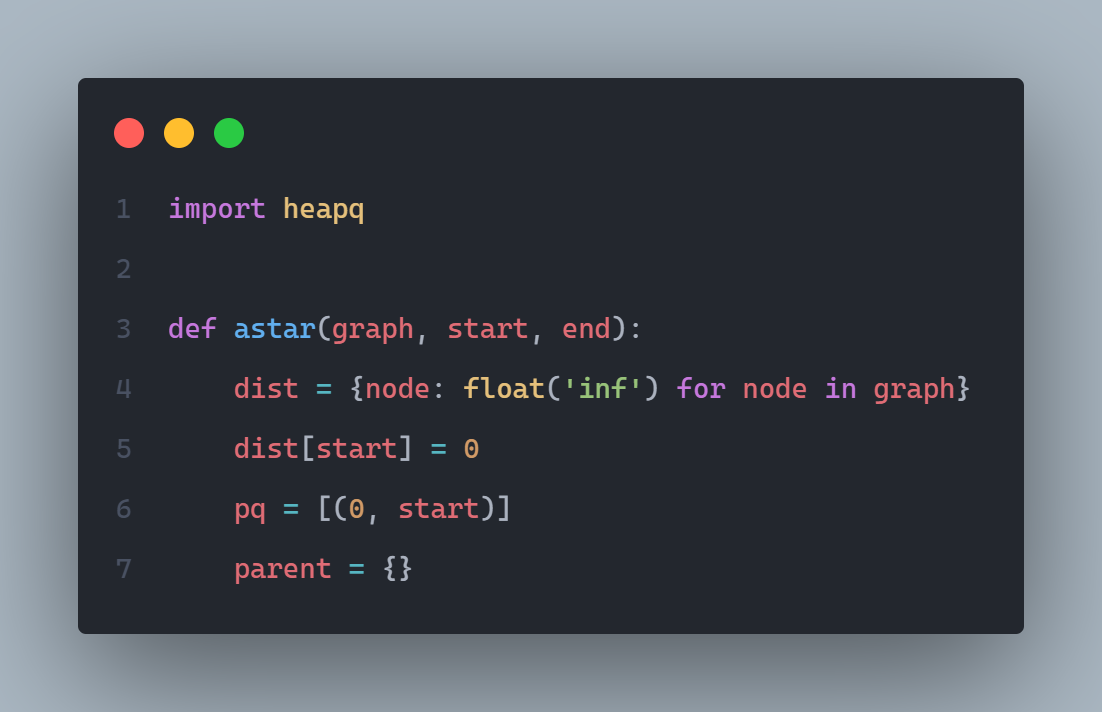 1 import heapq
2
3 def astar(graph, start, end):
4     dist = {node: float('inf') for node in graph}
5     dist[start] = 0
6     pq = [(0, start)]
7     parent = {}